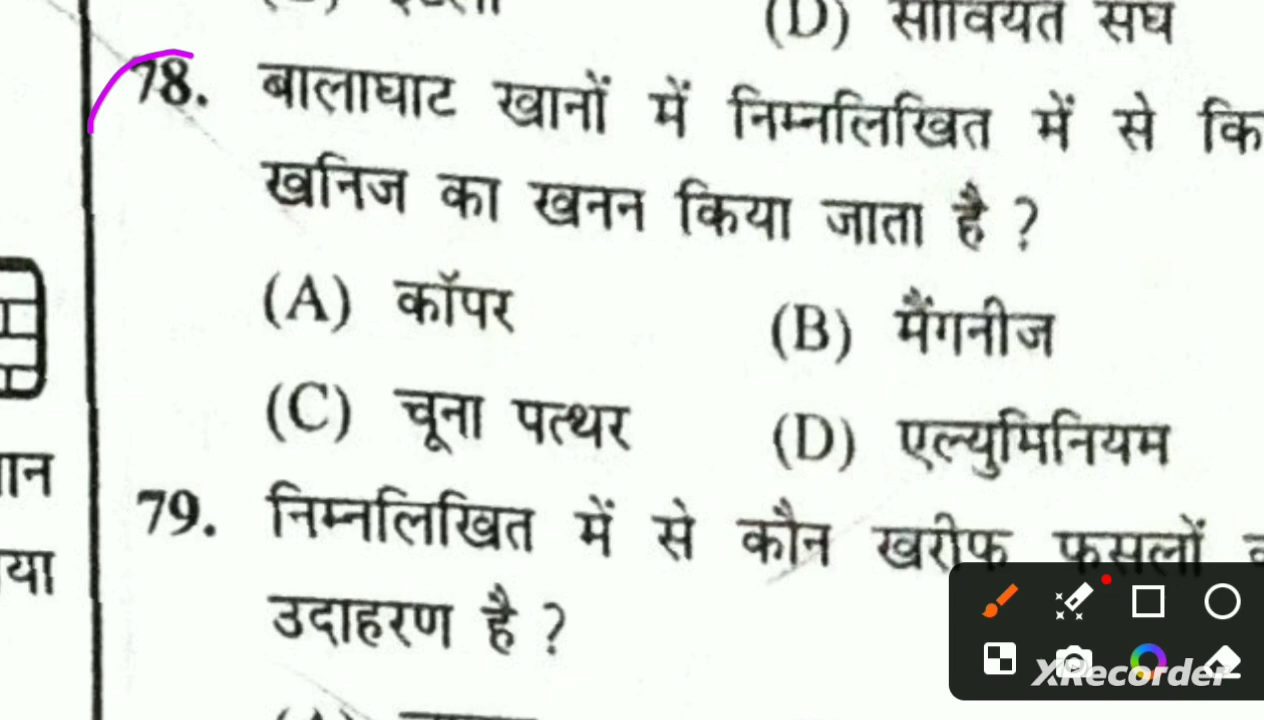 (D) सोवियत संघ
78. बालाघाट खानों में निम्नलिखित में से कि
खनिज का खनन किया जाता है ?
(A) कॉपर (B) मैंगनीज
(C) चूना पत्थर (D) एल्युमिनियम
79. निम्नलिखित में से कौन खरीफ फसलों
उदाहरण है ?
XRecorder